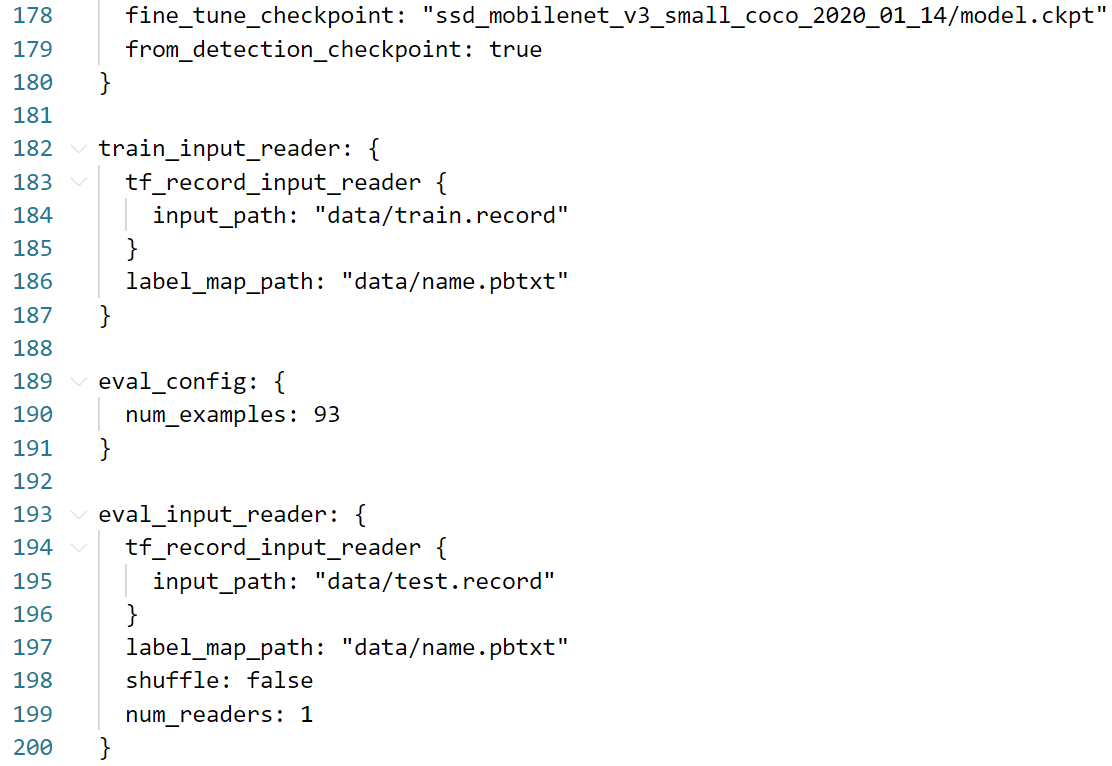 178 fine_tune_checkpoint: "ssd_mobilenet_v3_small_coco_2020_01_14/model.ckpt"
179 from_detection_checkpoint: true
180 }
181
182 train_input_reader: {
183 tf_record_input_reader {
184 input_path: "data/train.record"
185 }
186 label_map_path: "data/name.pbtxt"
187 }
188
189 eval_config: {
190 num_examples: 93
191 }
192
193 eval_input_reader: {
194 tf_record_input_reader {
195 input_path: "data/test.record"
196 }
197 label_map_path: "data/name.pbtxt"
198 shuffle: false
199 num_readers: 1
200 }